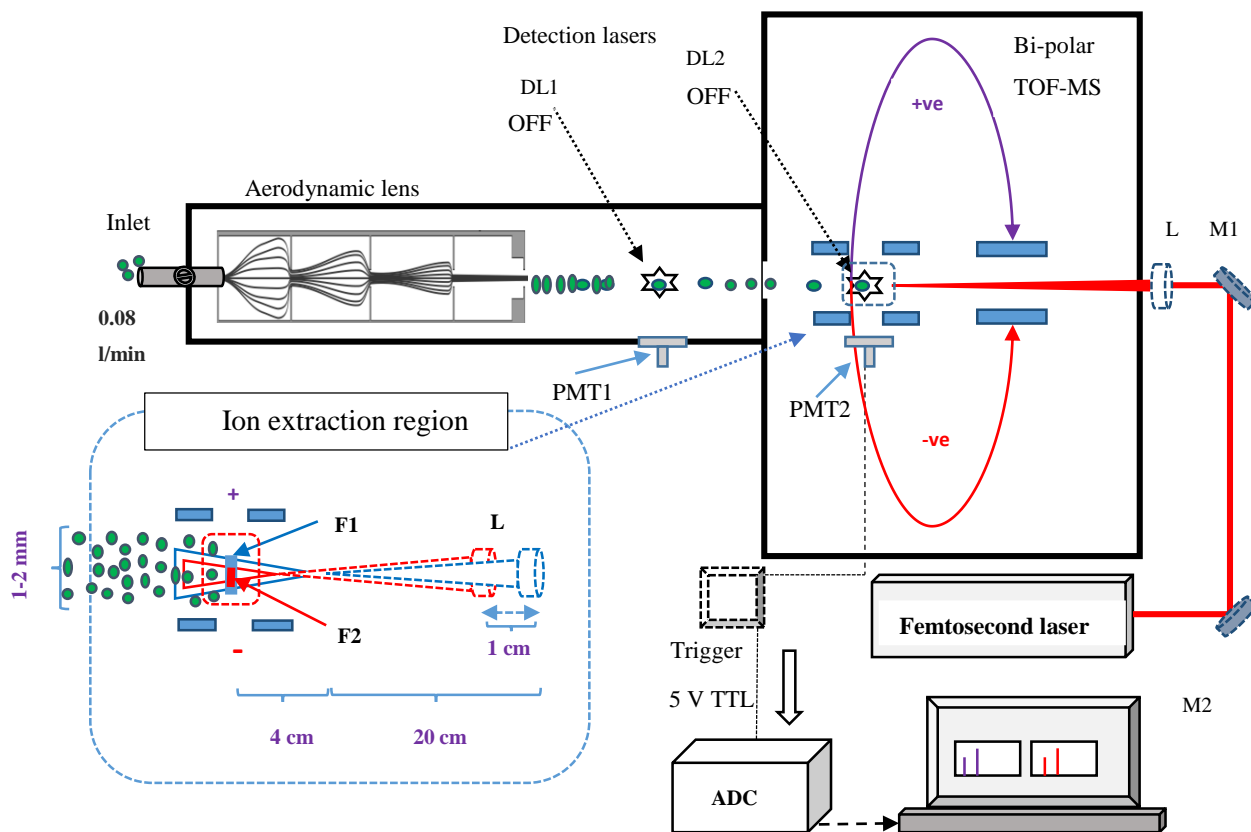 Detection lasers
DL1
OFF
DL2
OFF
Bi-polar
TOF-MS
+ve
Aerodynamic lens
Inlet
0.08
l/min
L
M1
PMT1
PMT2
-ve
Ion extraction region
+
F1
L
1-2 mm
F2
-
1 cm
4 cm
20 cm
Femtosecond laser
Trigger
5 V TTL
M2
ADC